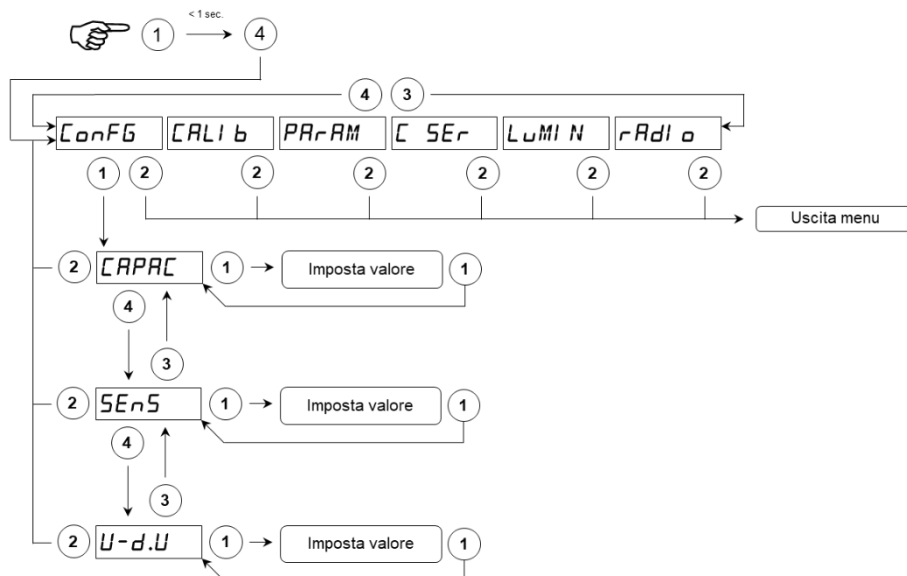 < 1 sec.
1 4
4 3
ConFG CALIb PArAM C SEr LuMIN rAdIo
1 2 2 2 2 2 2
Uscita menu
2 CAPAC 1 Imposta valore 1
4
3
2 SEnS 1 Imposta valore 1
4
3
2 U-d.U 1 Imposta valore 1